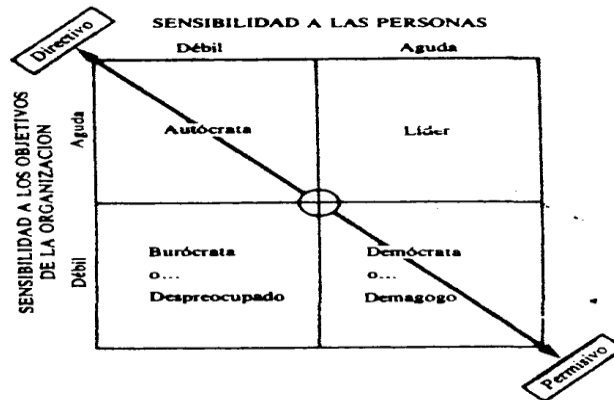 SENSIBILIDAD A LAS PERSONAS
Directivo
Débil
Aguda
SENSIBILIDAD A LOS OBJETIVOS
DE LA ORGANIZACION
Aguda
Autócrata
Líder
Débil
Burócrata
o...
Despreocupado
Demócrata
o...
Demagogo
Permisivo